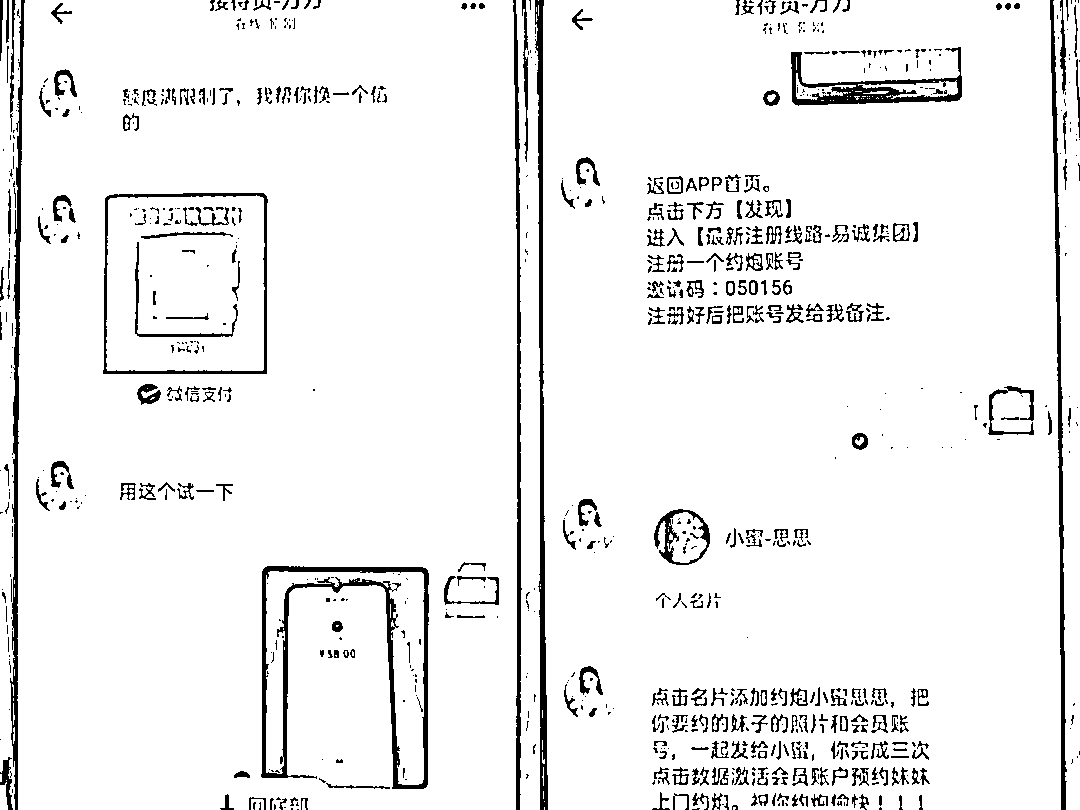 接待员-方方
在线
额度满限制了，我帮你换一个信
的
微信支付
用这个试一下
¥58.00
回底部
接待员-方方
在线
返回APP首页。
点击下方【发现】
进入【最新注册线路-易诚集团】
注册一个约炮账号
邀请码：050156
注册好后把账号发给我备注.
小蜜-思思
个人名片
点击名片添加约炮小蜜思思，把
你要约的妹子的照片和会员账
号，一起发给小蜜，你完成三次
点击数据激活会员账户预约妹妹
上门约炮。祝你约炮愉快！！！